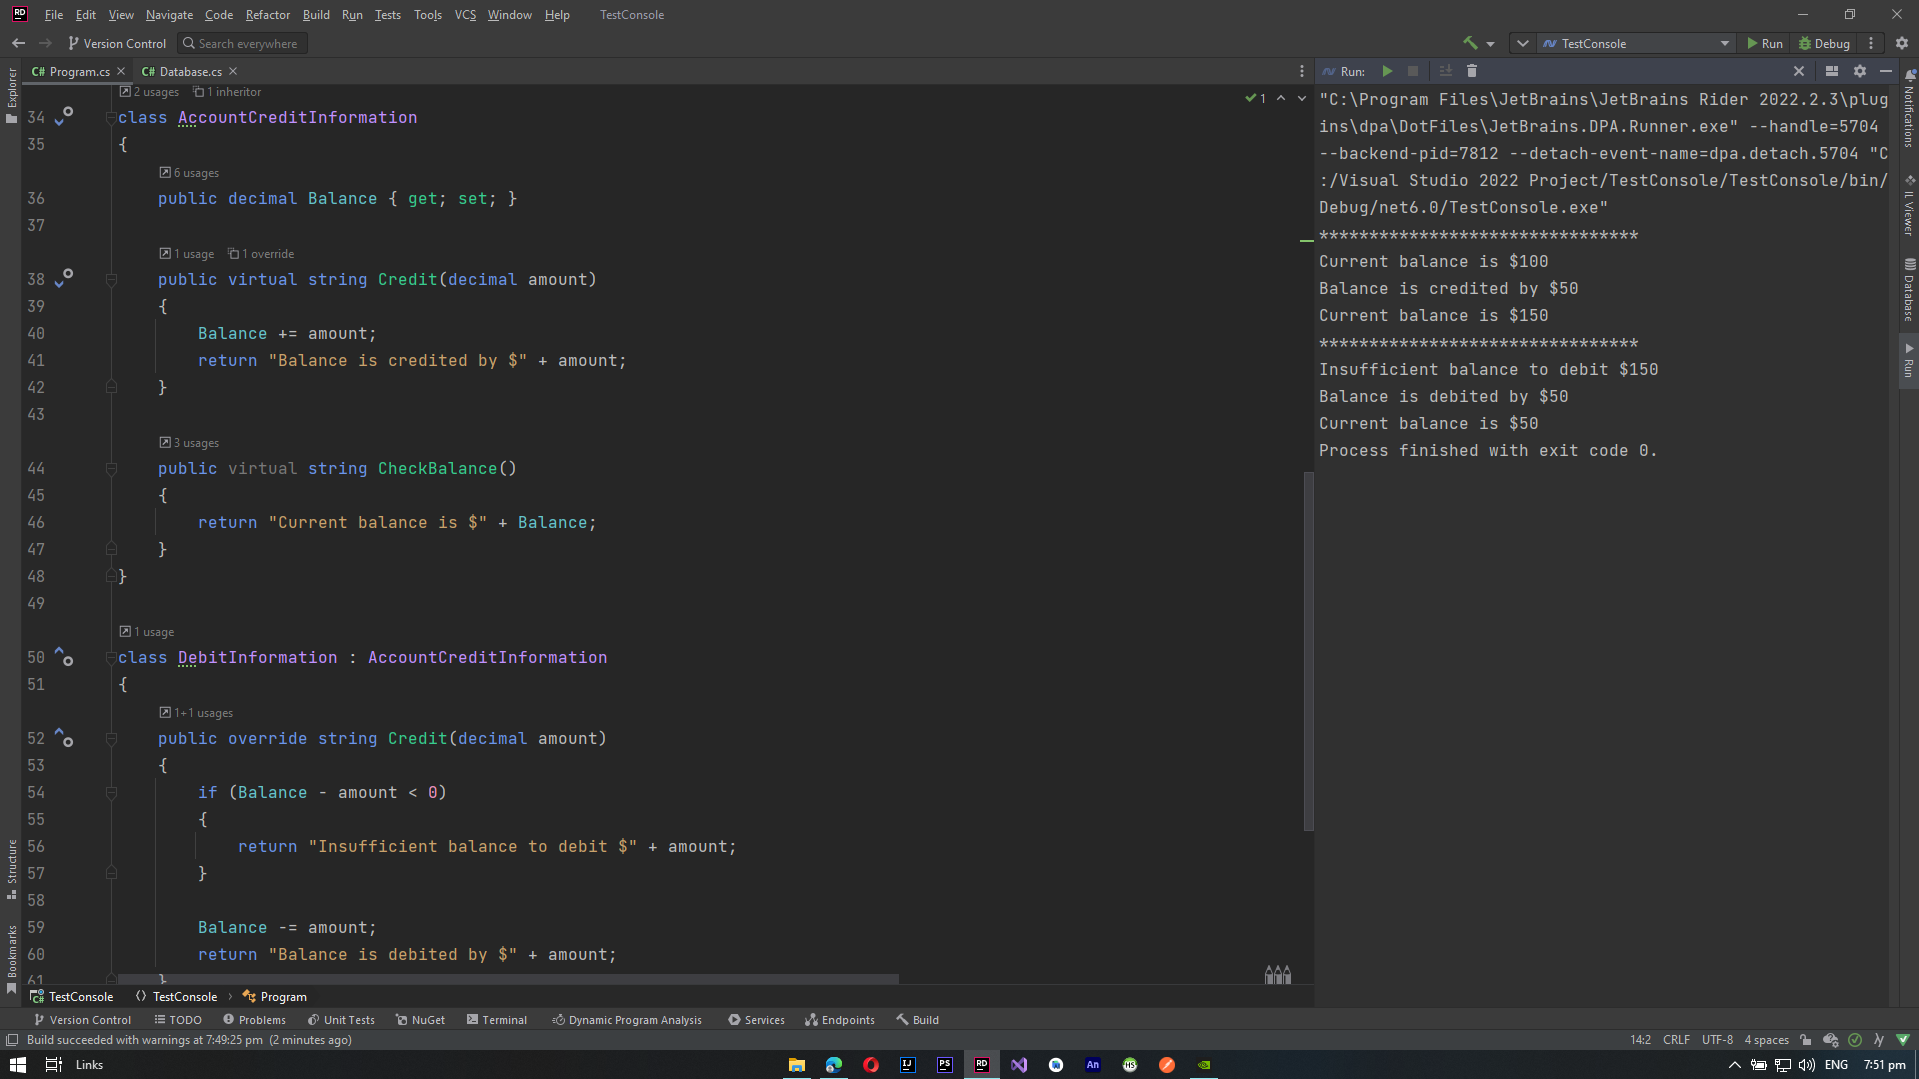 RD File Edit View Navigate Code Refactor Build Run Tests Tools VCS Window Help TestConsole
Version Control Search everywhere TestConsole Run Debug
C# Program.cs C# Database.cs
2 usages 1 inheritor
34 class AccountCreditInformation
35 {
6 usages
36 public decimal Balance { get; set; }
37
1 usage 1 override
38 public virtual string Credit(decimal amount)
39 {
40 Balance += amount;
41 return "Balance is credited by $" + amount;
42 }
43
3 usages
44 public virtual string CheckBalance()
45 {
46 return "Current balance is $" + Balance;
47 }
48 }
49
1 usage
50 class DebitInformation : AccountCreditInformation
51 {
1+1 usages
52 public override string Credit(decimal amount)
53 {
54 if (Balance - amount < 0)
55 {
56 return "Insufficient balance to debit $" + amount;
57 }
58
59 Balance -= amount;
60 return "Balance is debited by $" + amount;
61 }
1
Run:
"C:\Program Files\JetBrains\JetBrains Rider 2022.2.3\plug
ins\dpa\DotFiles\JetBrains.DPA.Runner.exe" --handle=5704
--backend-pid=7812 --detach-event-name=dpa.detach.5704 "C
:/Visual Studio 2022 Project/TestConsole/TestConsole/bin/
Debug/net6.0/TestConsole.exe"
********************************
Current balance is $100
Balance is credited by $50
Current balance is $150
********************************
Insufficient balance to debit $150
Balance is debited by $50
Current balance is $50
Process finished with exit code 0.
Explorer
Structure
Bookmarks
Notifications
IL Viewer
Database
Run
C# TestConsole TestConsole Program
Version Control TODO Problems Unit Tests NuGet Terminal Dynamic Program Analysis Services Endpoints Build
Build succeeded with warnings at 7:49:25 pm (2 minutes ago) 14:2 CRLF UTF-8 4 spaces
Links IJ PS RD An HS ENG 7:51 pm